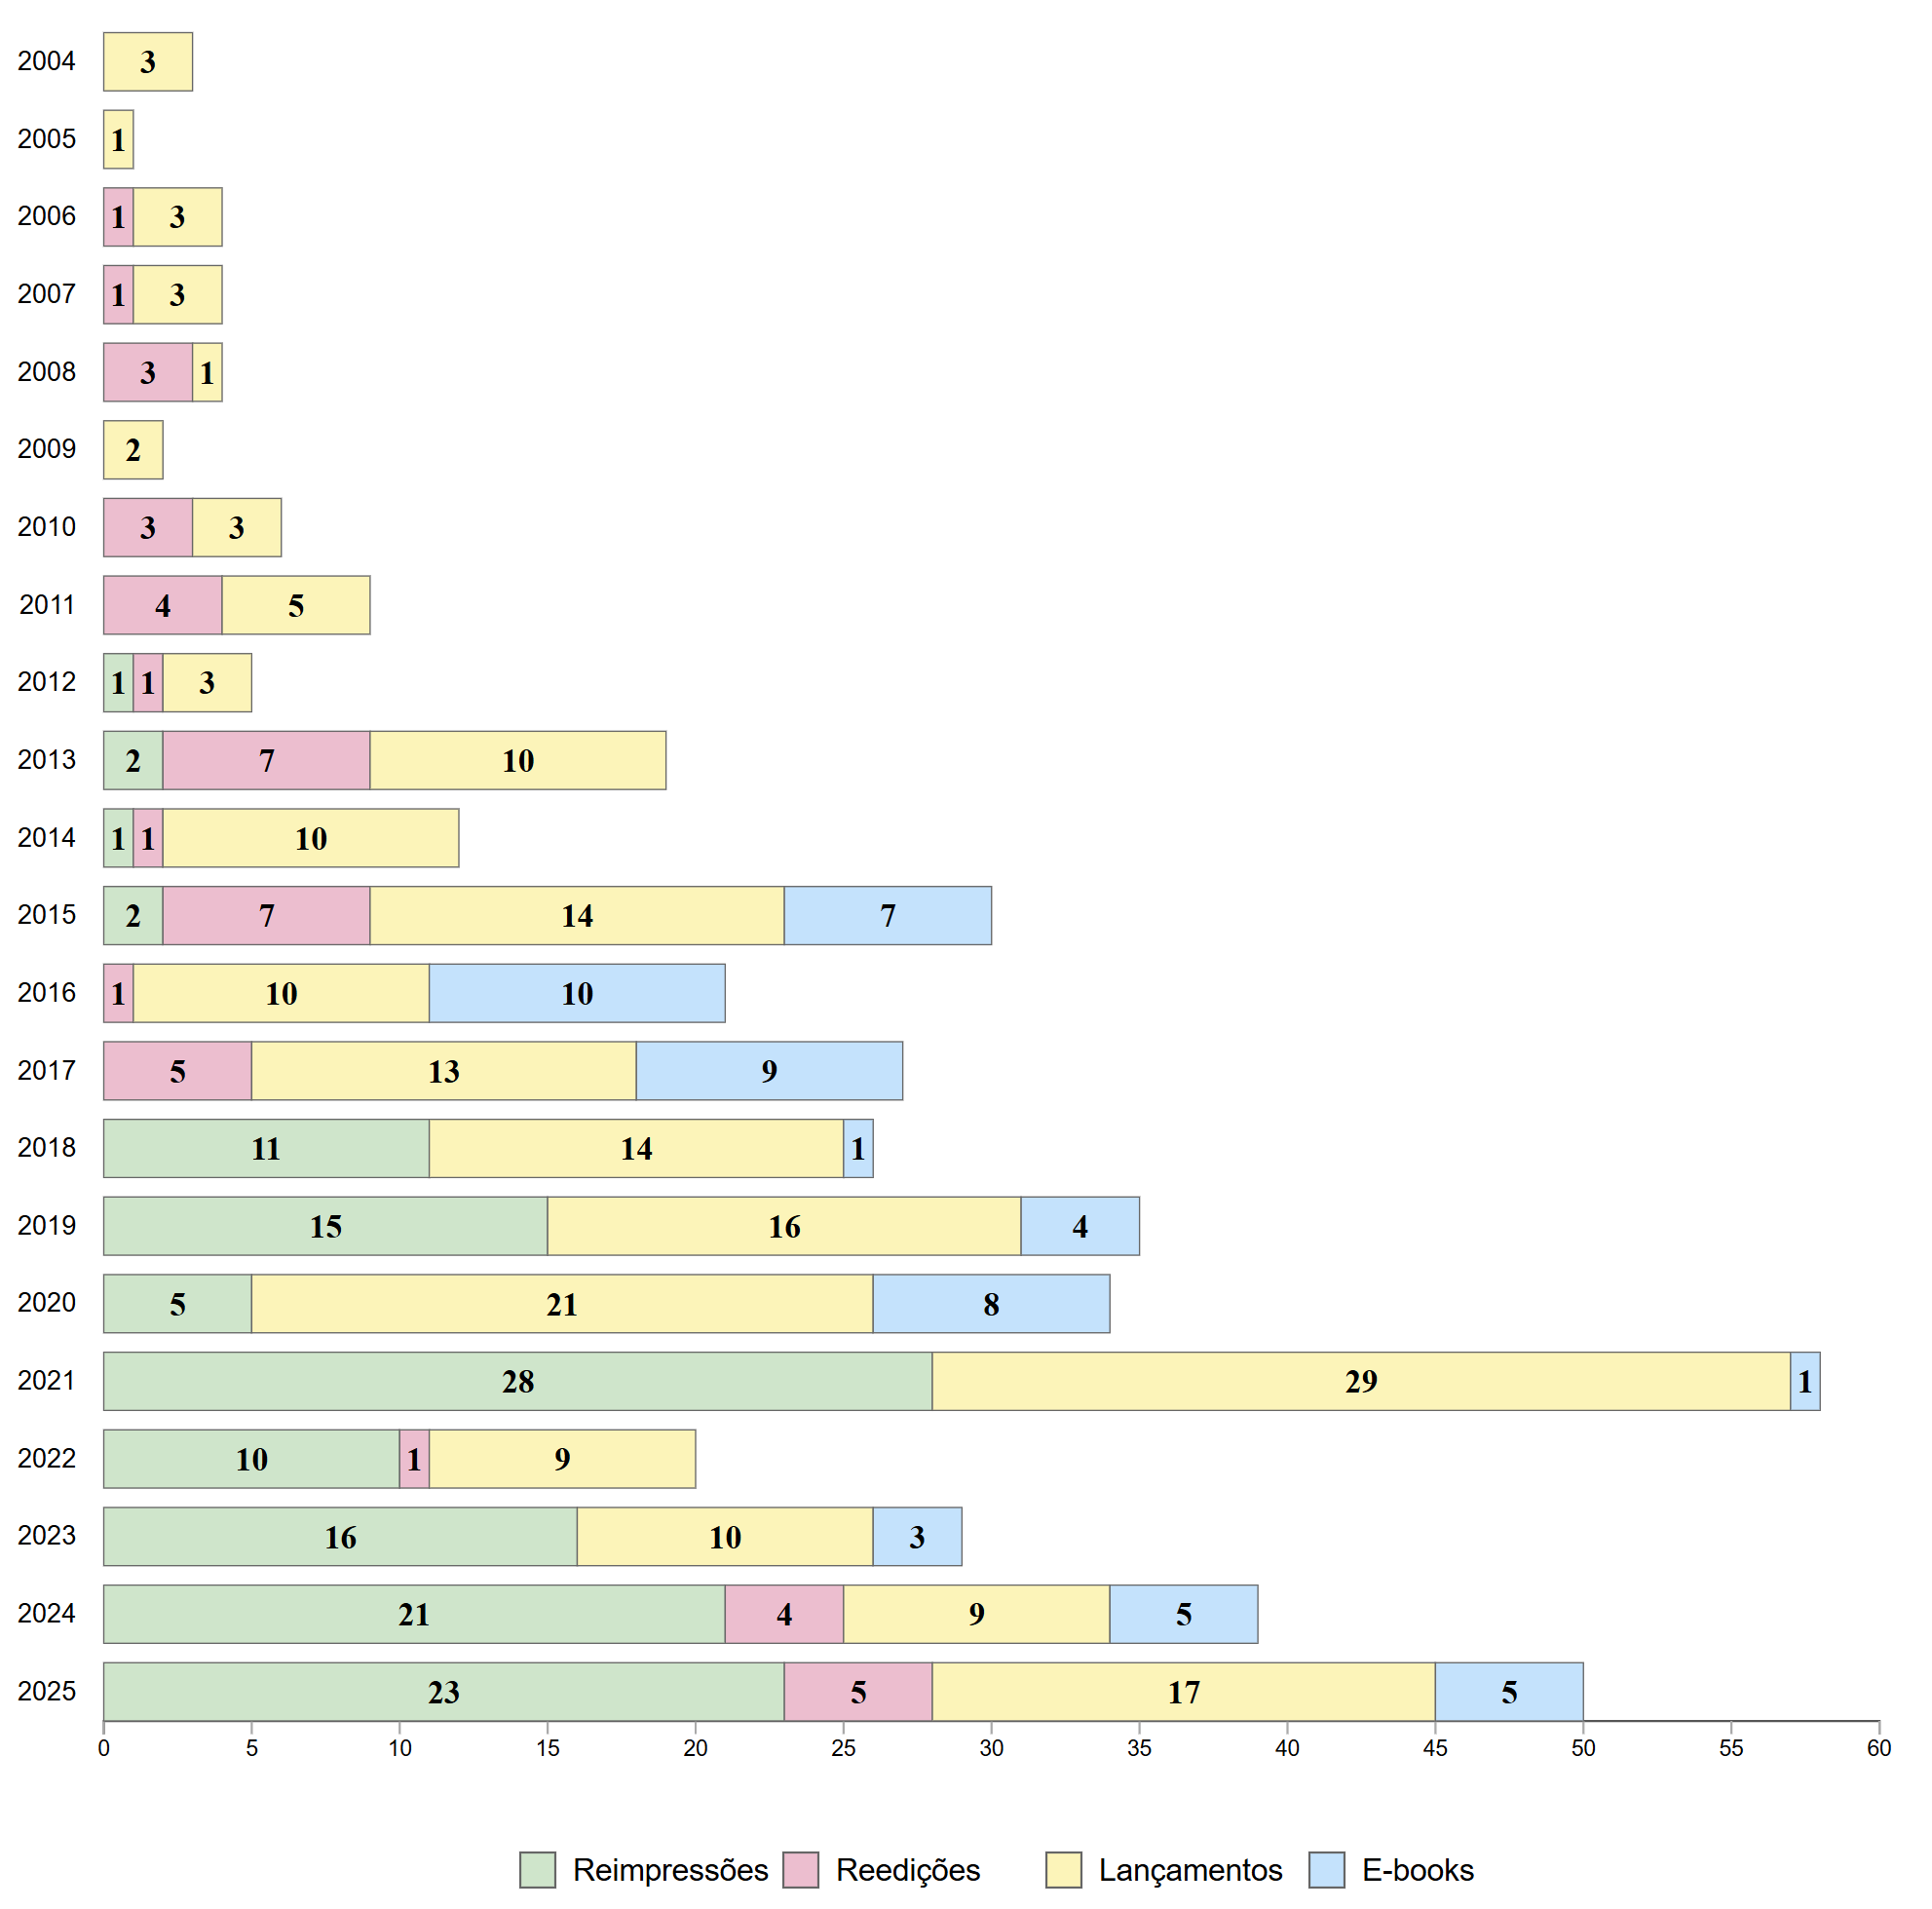 2004 3
2005 1
2006 1 3
2007 1 3
2008 3 1
2009 2
2010 3 3
2011 4 5
2012 1 1 3
2013 2 7 10
2014 1 1 10
2015 2 7 14 7
2016 1 10 10
2017 5 13 9
2018 11 14 1
2019 15 16 4
2020 5 21 8
2021 28 29 1
2022 10 1 9
2023 16 10 3
2024 21 4 9 5
2025 23 5 17 5
0 5 10 15 20 25 30 35 40 45 50 55 60
Reimpressões Reedições Lançamentos E-books